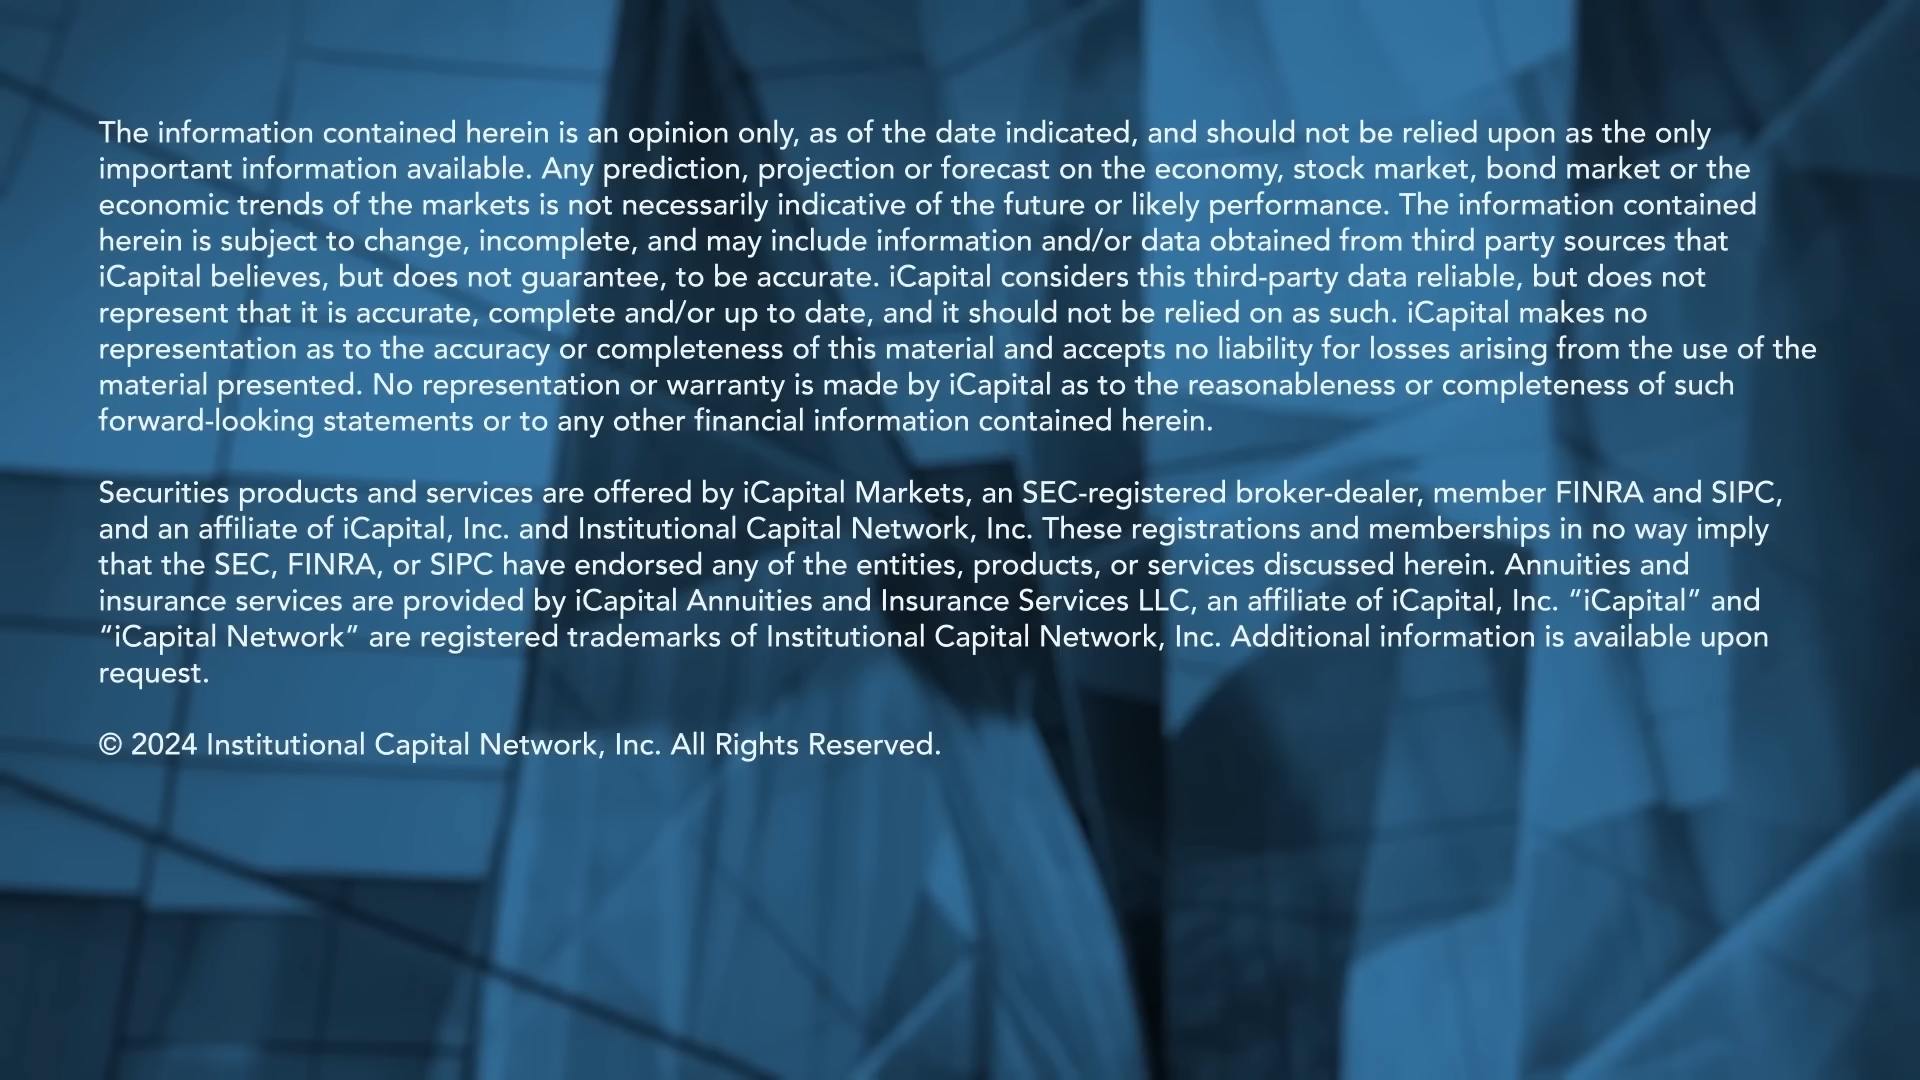 The information contained herein is an opinion only, as of the date indicated, and should not be relied upon as the only
important information available. Any prediction, projection or forecast on the economy, stock market, bond market or the
economic trends of the markets is not necessarily indicative of the future or likely performance. The information contained
herein is subject to change, incomplete, and may include information and/or data obtained from third party sources that
iCapital believes, but does not guarantee, to be accurate. iCapital considers this third-party data reliable, but does not
represent that it is accurate, complete and/or up to date, and it should not be relied on as such. iCapital makes no
representation as to the accuracy or completeness of this material and accepts no liability for losses arising from the use of the
material presented. No representation or warranty is made by iCapital as to the reasonableness or completeness of such
forward-looking statements or to any other financial information contained herein.
Securities products and services are offered by iCapital Markets, an SEC-registered broker-dealer, member FINRA and SIPC,
and an affiliate of iCapital, Inc. and Institutional Capital Network, Inc. These registrations and memberships in no way imply
that the SEC, FINRA, or SIPC have endorsed any of the entities, products, or services discussed herein. Annuities and
insurance services are provided by iCapital Annuities and Insurance Services LLC, an affiliate of iCapital, Inc. “iCapital” and
“iCapital Network” are registered trademarks of Institutional Capital Network, Inc. Additional information is available upon
request.
© 2024 Institutional Capital Network, Inc. All Rights Reserved.